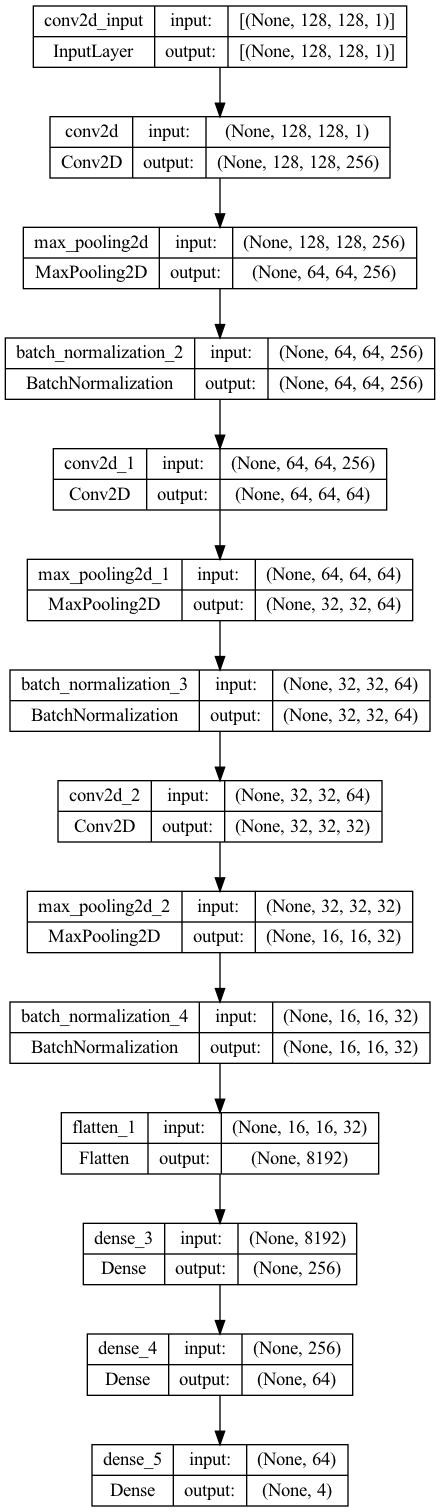 conv2d_input input: [(None, 128, 128, 1)]
InputLayer output: [(None, 128, 128, 1)]
conv2d input: (None, 128, 128, 1)
Conv2D output: (None, 128, 128, 256)
max_pooling2d input: (None, 128, 128, 256)
MaxPooling2D output: (None, 64, 64, 256)
batch_normalization_2 input: (None, 64, 64, 256)
BatchNormalization output: (None, 64, 64, 256)
conv2d_1 input: (None, 64, 64, 256)
Conv2D output: (None, 64, 64, 64)
max_pooling2d_1 input: (None, 64, 64, 64)
MaxPooling2D output: (None, 32, 32, 64)
batch_normalization_3 input: (None, 32, 32, 64)
BatchNormalization output: (None, 32, 32, 64)
conv2d_2 input: (None, 32, 32, 64)
Conv2D output: (None, 32, 32, 32)
max_pooling2d_2 input: (None, 32, 32, 32)
MaxPooling2D output: (None, 16, 16, 32)
batch_normalization_4 input: (None, 16, 16, 32)
BatchNormalization output: (None, 16, 16, 32)
flatten_1 input: (None, 16, 16, 32)
Flatten output: (None, 8192)
dense_3 input: (None, 8192)
Dense output: (None, 256)
dense_4 input: (None, 256)
Dense output: (None, 64)
dense_5 input: (None, 64)
Dense output: (None, 4)